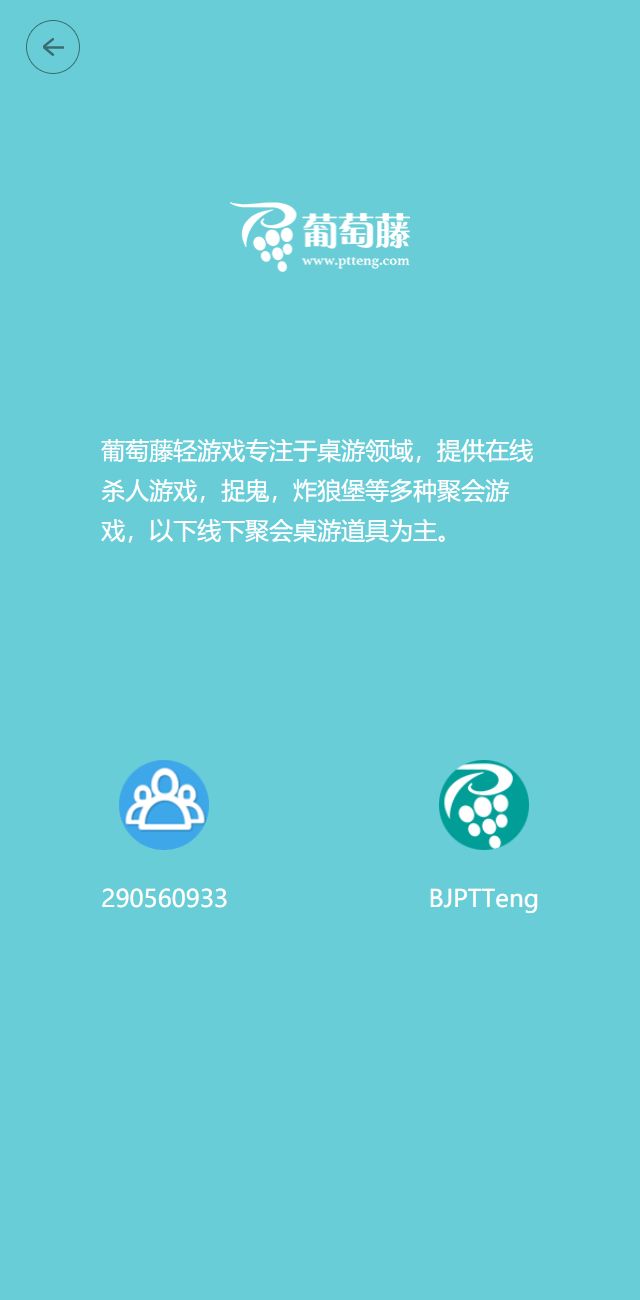 葡萄藤
www.ptteng.com
葡萄藤轻游戏专注于桌游领域，提供在线
杀人游戏，捉鬼，炸狼堡等多种聚会游
戏，以下线下聚会桌游道具为主。
290560933
BJPTTeng